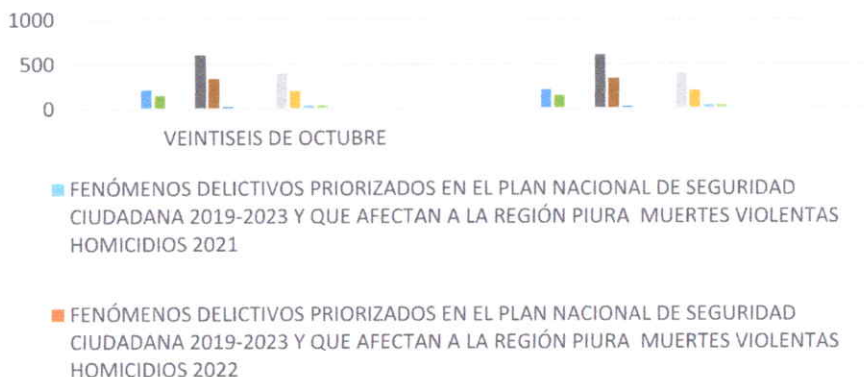 1000
500
0
VEINTISEIS DE OCTUBRE
FENÓMENOS DELICTIVOS PRIORIZADOS EN EL PLAN NACIONAL DE SEGURIDAD
CIUDADANA 2019-2023 Y QUE AFECTAN A LA REGIÓN PIURA MUERTES VIOLENTAS
HOMICIDIOS 2021
FENÓMENOS DELICTIVOS PRIORIZADOS EN EL PLAN NACIONAL DE SEGURIDAD
CIUDADANA 2019-2023 Y QUE AFECTAN A LA REGIÓN PIURA MUERTES VIOLENTAS
HOMICIDIOS 2022